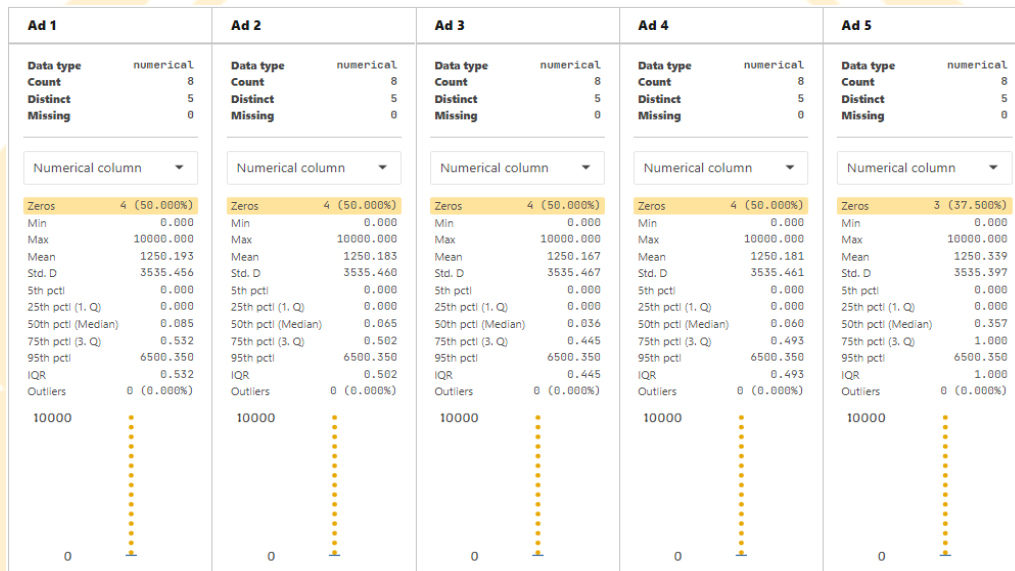 Ad 1
Data type numerical
Count 8
Distinct 5
Missing 0
Numerical column
Zeros 4 (50.000%)
Min 0.000
Max 10000.000
Mean 1250.193
Std. D 3535.456
5th pctl 0.000
25th pctl (1. Q) 0.000
50th pctl (Median) 0.085
75th pctl (3. Q) 0.532
95th pctl 6500.350
IQR 0.532
Outliers 0 (0.000%)
10000
0
Ad 2
Data type numerical
Count 8
Distinct 5
Missing 0
Numerical column
Zeros 4 (50.000%)
Min 0.000
Max 10000.000
Mean 1250.183
Std. D 3535.460
5th pctl 0.000
25th pctl (1. Q) 0.000
50th pctl (Median) 0.065
75th pctl (3. Q) 0.502
95th pctl 6500.350
IQR 0.502
Outliers 0 (0.000%)
10000
0
Ad 3
Data type numerical
Count 8
Distinct 5
Missing 0
Numerical column
Zeros 4 (50.000%)
Min 0.000
Max 10000.000
Mean 1250.167
Std. D 3535.467
5th pctl 0.000
25th pctl (1. Q) 0.000
50th pctl (Median) 0.036
75th pctl (3. Q) 0.445
95th pctl 6500.350
IQR 0.445
Outliers 0 (0.000%)
10000
0
Ad 4
Data type numerical
Count 8
Distinct 5
Missing 0
Numerical column
Zeros 4 (50.000%)
Min 0.000
Max 10000.000
Mean 1250.181
Std. D 3535.461
5th pctl 0.000
25th pctl (1. Q) 0.000
50th pctl (Median) 0.060
75th pctl (3. Q) 0.493
95th pctl 6500.350
IQR 0.493
Outliers 0 (0.000%)
10000
0
Ad 5
Data type numerical
Count 8
Distinct 5
Missing 0
Numerical column
Zeros 3 (37.500%)
Min 0.000
Max 10000.000
Mean 1250.339
Std. D 3535.397
5th pctl 0.000
25th pctl (1. Q) 0.000
50th pctl (Median) 0.357
75th pctl (3. Q) 1.000
95th pctl 6500.350
IQR 1.000
Outliers 0 (0.000%)
10000
0